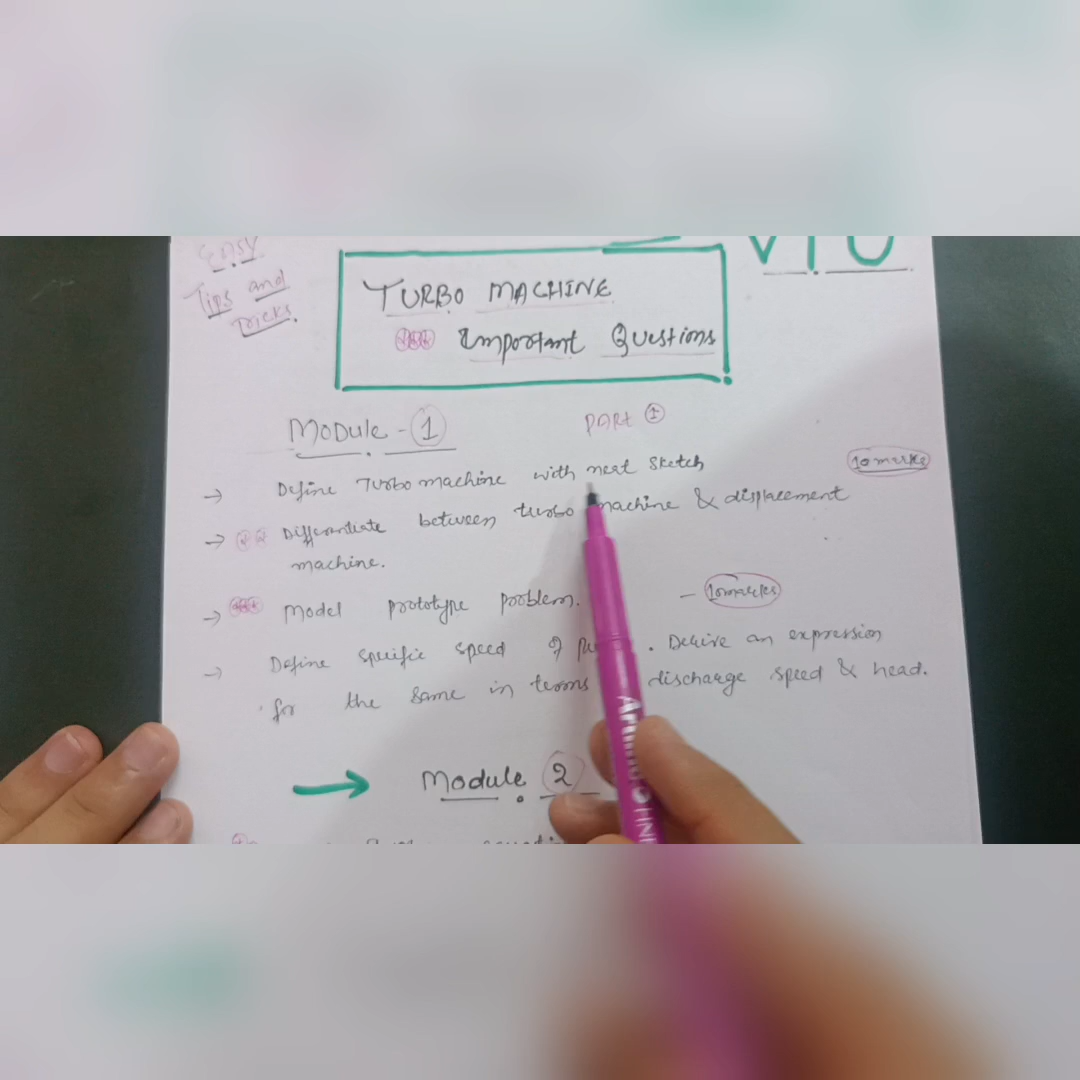 Easy
Tips and
Tricks.
VTU
TURBO MACHINE
Important Questions
MODULE - 1
PART 1
→ Define Turbo machine with neat sketch
10 marks
→ Differentiate between turbo machine & displacement
machine.
→ Model prototype problem. - 10 marks
→ Define specific speed of . Derive an expression
for the same in terms discharge speed & head.
→ Module 2